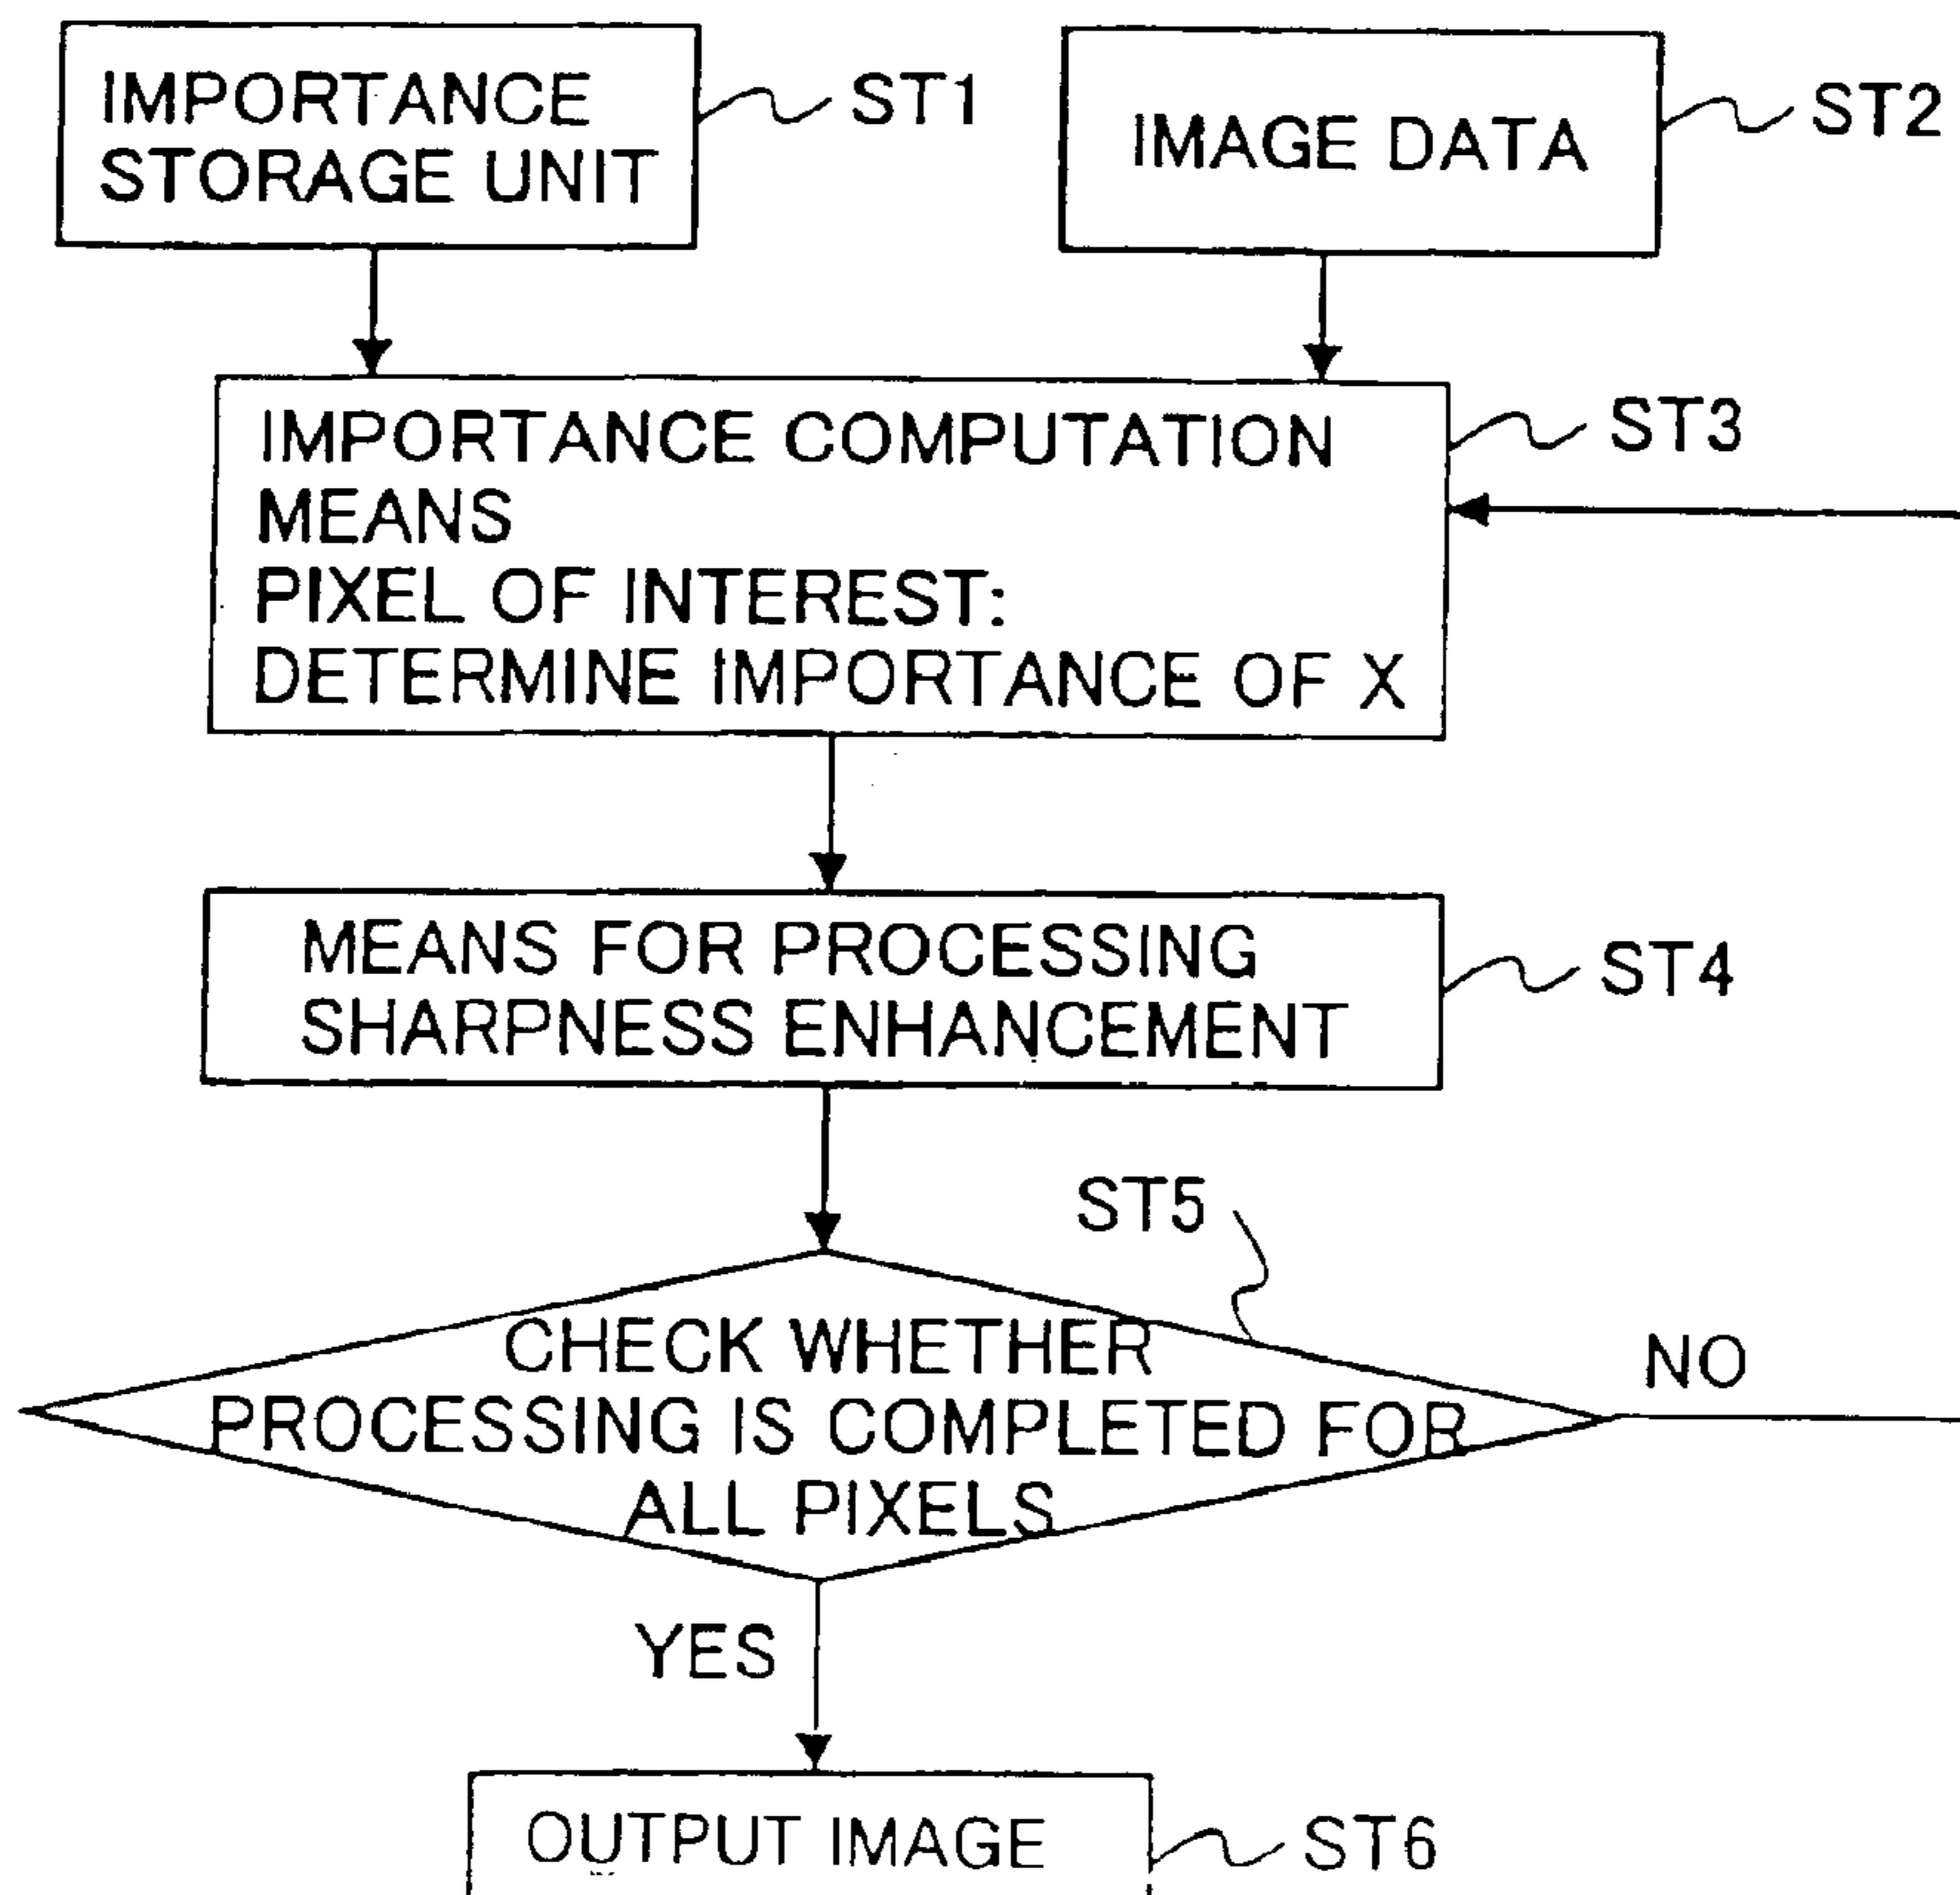 IMPORTANCE
STORAGE UNIT
ST1
IMAGE DATA
ST2
IMPORTANCE COMPUTATION
MEANS
PIXEL OF INTEREST:
DETERMINE IMPORTANCE OF X
ST3
MEANS FOR PROCESSING
SHARPNESS ENHANCEMENT
ST4
ST5
CHECK WHETHER
PROCESSING IS COMPLETED FOR
ALL PIXELS
NO
YES
OUTPUT IMAGE
ST6